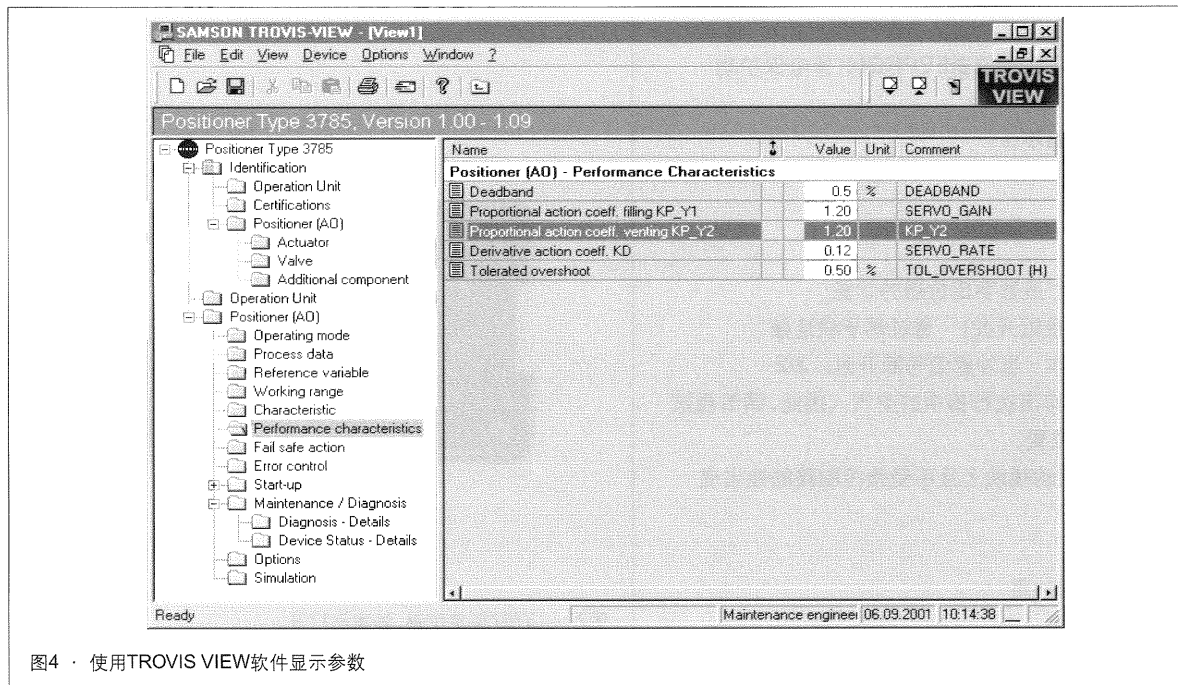 SAMSON TROVIS-VIEW - [View1]
File Edit View Device Options Window ?
TROVIS VIEW
Positioner Type 3785, Version 1.00 - 1.09
Positioner Type 3785
Identification
Operation Unit
Certifications
Positioner (AO)
Actuator
Valve
Additional component
Operation Unit
Positioner (AO)
Operating mode
Process data
Reference variable
Working range
Characteristic
Performance characteristics
Fail safe action
Error control
Start-up
Maintenance / Diagnosis
Diagnosis - Details
Device Status - Details
Options
Simulation
Name Value Unit Comment
Positioner (AO) - Performance Characteristics
Deadband 0.5 % DEADBAND
Proportional action coeff. filling KP_Y1 1.20 SERVO_GAIN
Proportional action coeff. venting KP_Y2 1.20 KP_Y2
Derivative action coeff. KD 0.12 SERVO_RATE
Tolerated overshoot 0.50 % TOL_OVERSHOOT (H)
Ready Maintenance engineer 06.09.2001 10:14:38
图4 · 使用TROVIS VIEW软件显示参数